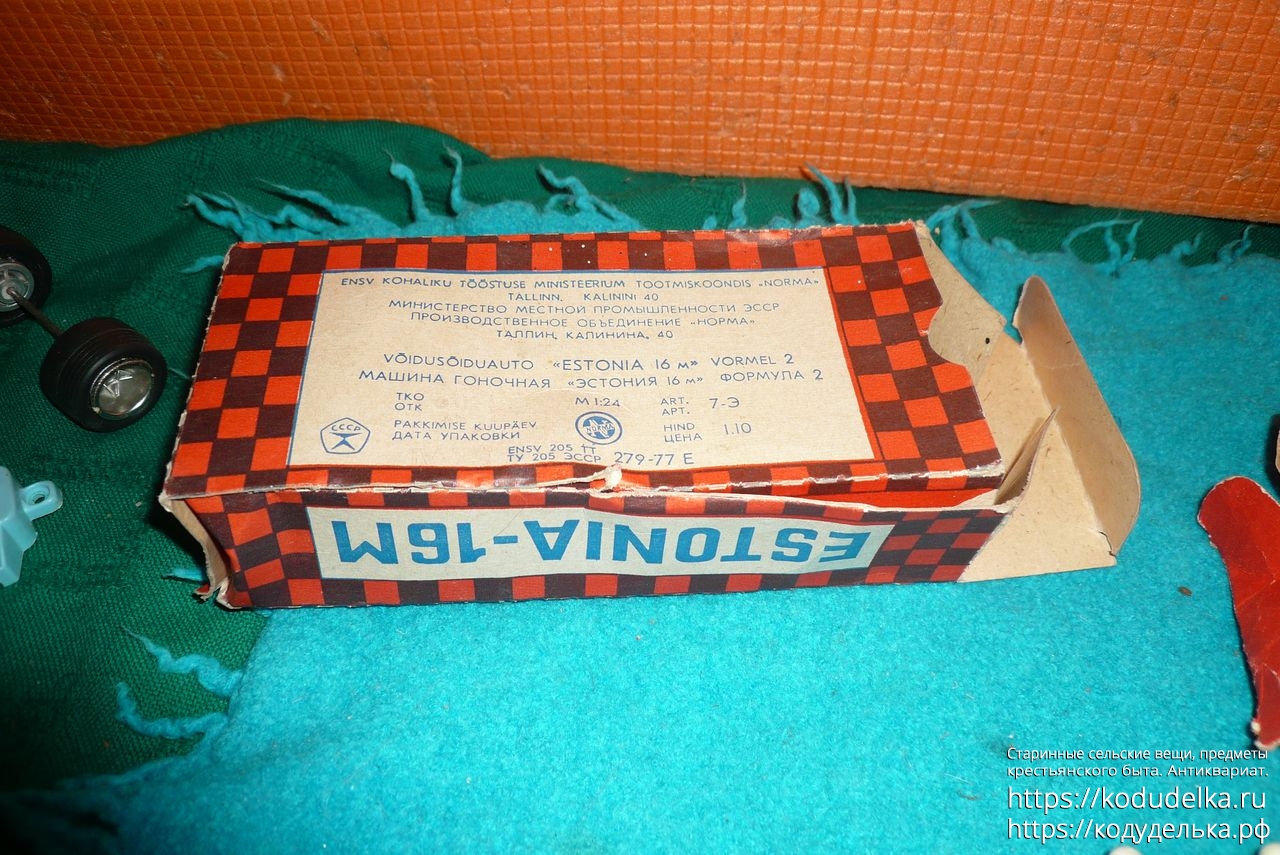 ENSV KOHALIKU TÖÖSTUSE MINISTEERIUM TOOTMISKOONDIS „NORMA"
TALLINN, KALININI 40
МИНИСТЕРСТВО МЕСТНОЙ ПРОМЫШЛЕННОСТИ ЭССР
ПРОИЗВОДСТВЕННОЕ ОБЪЕДИНЕНИЕ „НОРМА"
ТАЛЛИН, КАЛИНИНА, 40
VÕIDUSÕIDUAUTO «ESTONIA 16 м» VORMEL 2
МАШИНА ГОНОЧНАЯ «ЭСТОНИЯ 16 м» ФОРМУЛА 2
TKO M 1:24 ART. 7-Э
ОТК АРТ.
СССР
PAKKIMISE KUUPÄEV NORMA HIND 1.10
ДАТА УПАКОВКИ ЦЕНА
ENSV 205 TT
ТУ 205 ЭССР 279-77 E
ESTONIA-16M
Старинные сельские вещи, предметы
крестьянского быта. Антиквариат.
https://kodudelka.ru
https://кодуделька.рф